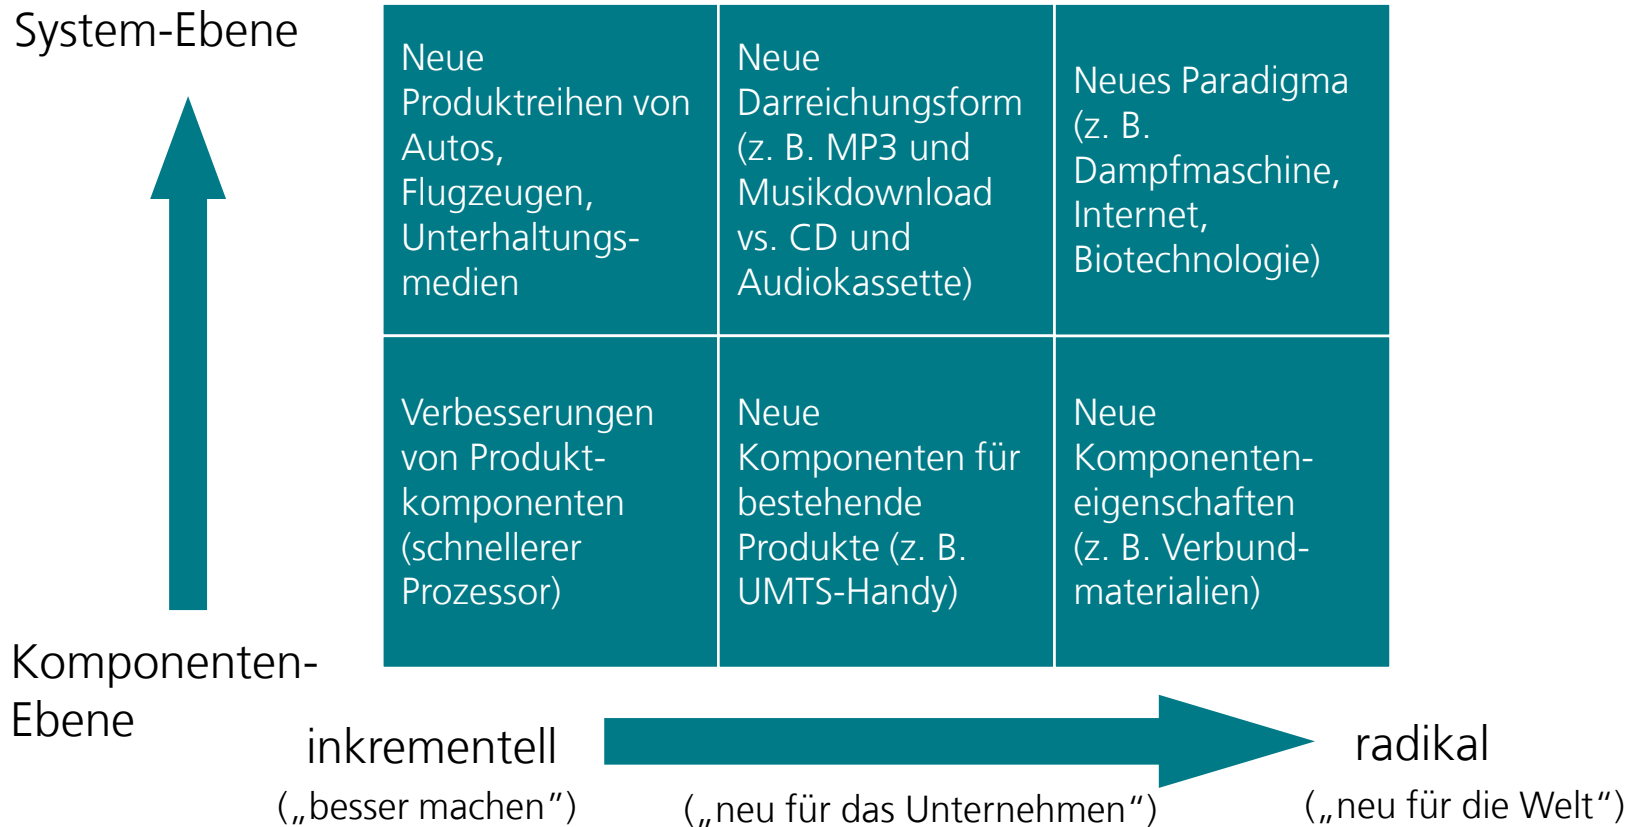 System-Ebene
Neue
Produktreihen von
Autos,
Flugzeugen,
Unterhaltungs-
medien
Neue
Darreichungsform
(z. B. MP3 und
Musikdownload
vs. CD und
Audiokassette)
Neues Paradigma
(z. B.
Dampfmaschine,
Internet,
Biotechnologie)
Verbesserungen
von Produkt-
komponenten
(schnellerer
Prozessor)
Neue
Komponenten für
bestehende
Produkte (z. B.
UMTS-Handy)
Neue
Komponenten-
eigenschaften
(z. B. Verbund-
materialien)
Komponenten-
Ebene
inkrementell
(„besser machen“)
(„neu für das Unternehmen“)
radikal
(„neu für die Welt“)